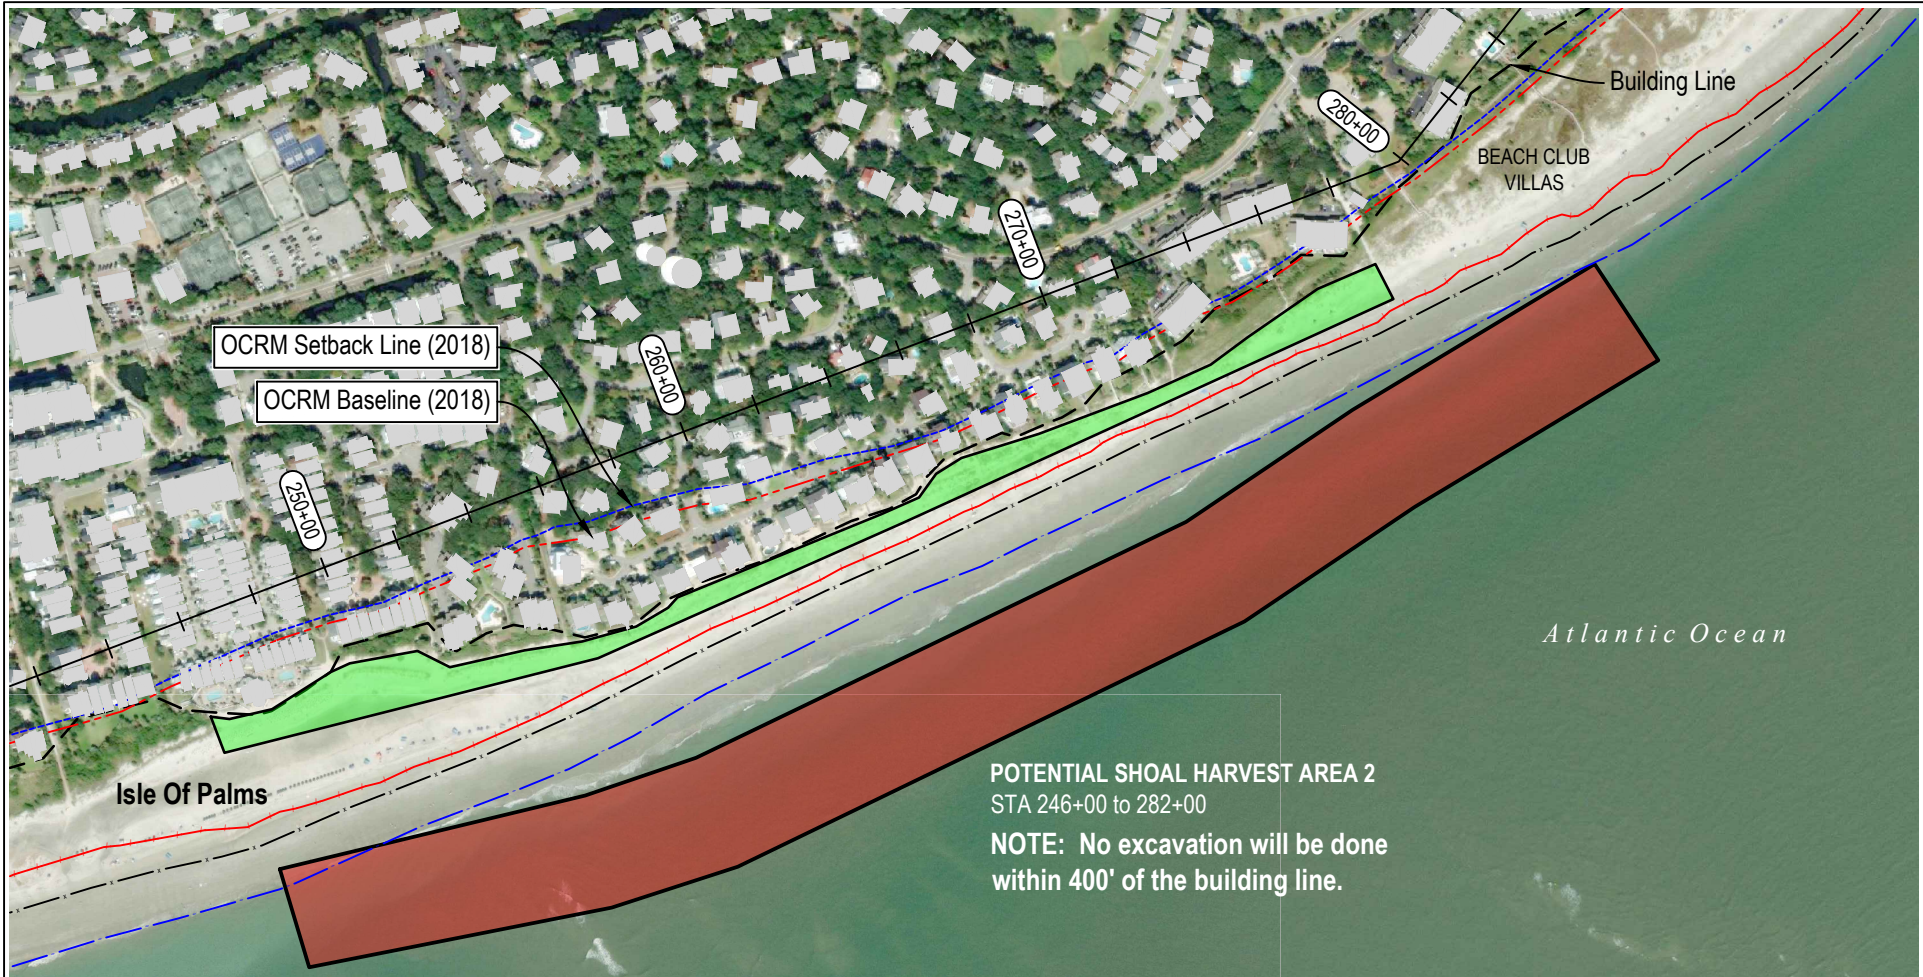 Building Line
280+00
BEACH CLUB
VILLAS
270+00
OCRM Setback Line (2018)
260+00
OCRM Baseline (2018)
250+00
Atlantic Ocean
Isle Of Palms
POTENTIAL SHOAL HARVEST AREA 2
STA 246+00 to 282+00
NOTE: No excavation will be done
within 400' of the building line.